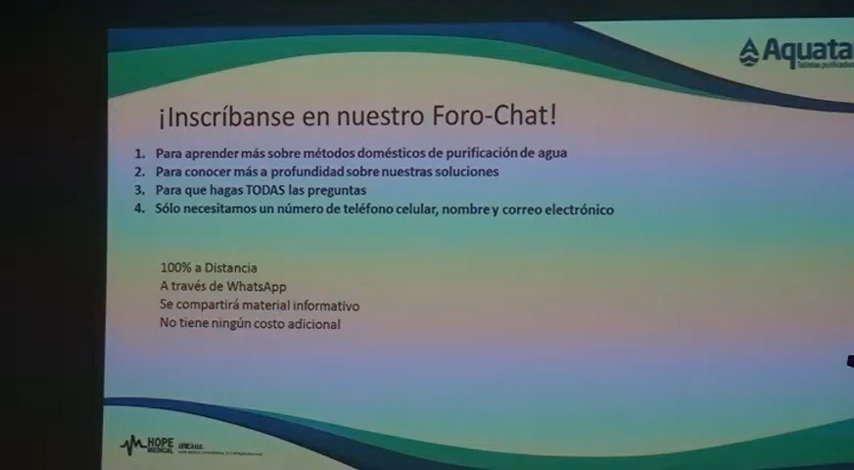 Aquata
Tabletas purificadoras
¡Inscríbanse en nuestro Foro-Chat!
1. Para aprender más sobre métodos domésticos de purificación de agua
2. Para conocer más a profundidad sobre nuestras soluciones
3. Para que hagas TODAS las preguntas
4. Sólo necesitamos un número de teléfono celular, nombre y correo electrónico
100% a Distancia
A través de WhatsApp
Se compartirá material informativo
No tiene ningún costo adicional
HOPE
MEDICAL